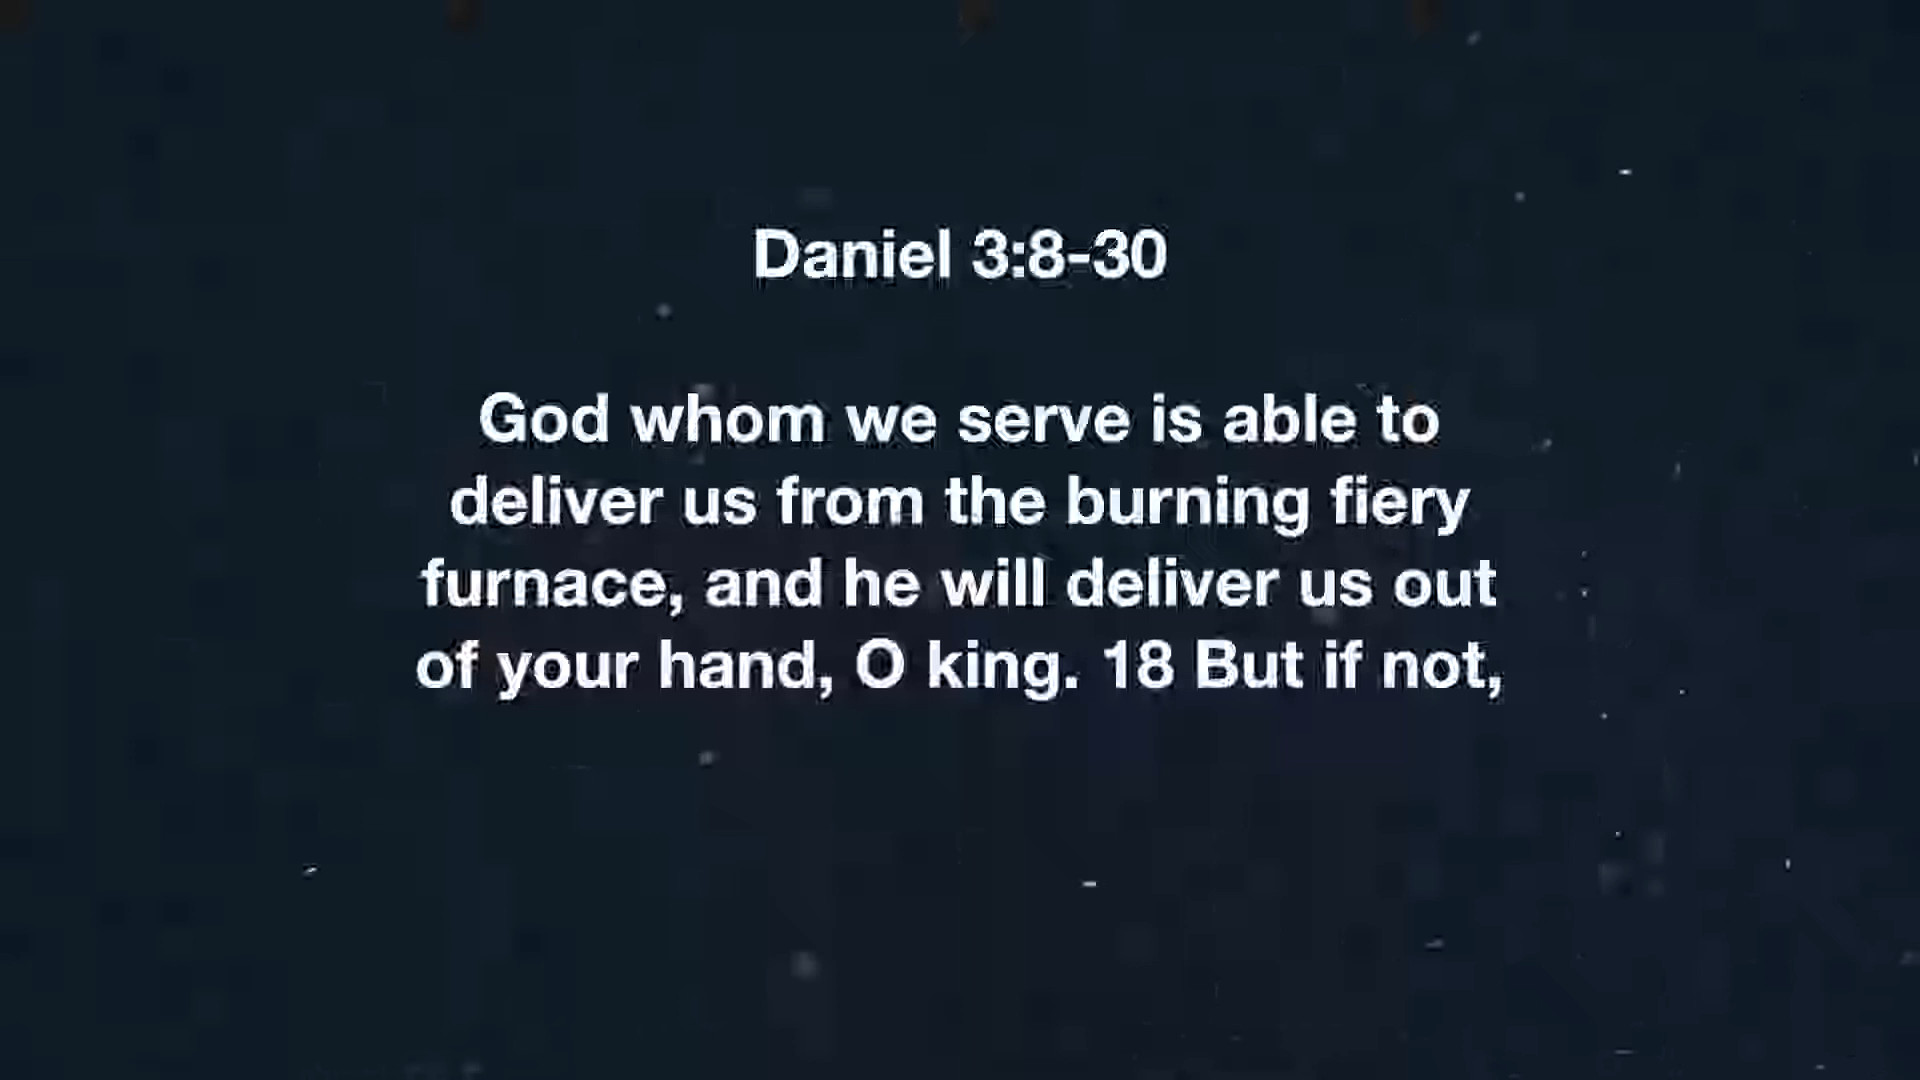 Daniel 3:8-30
God whom we serve is able to
deliver us from the burning fiery
furnace, and he will deliver us out
of your hand, O king. 18 But if not,